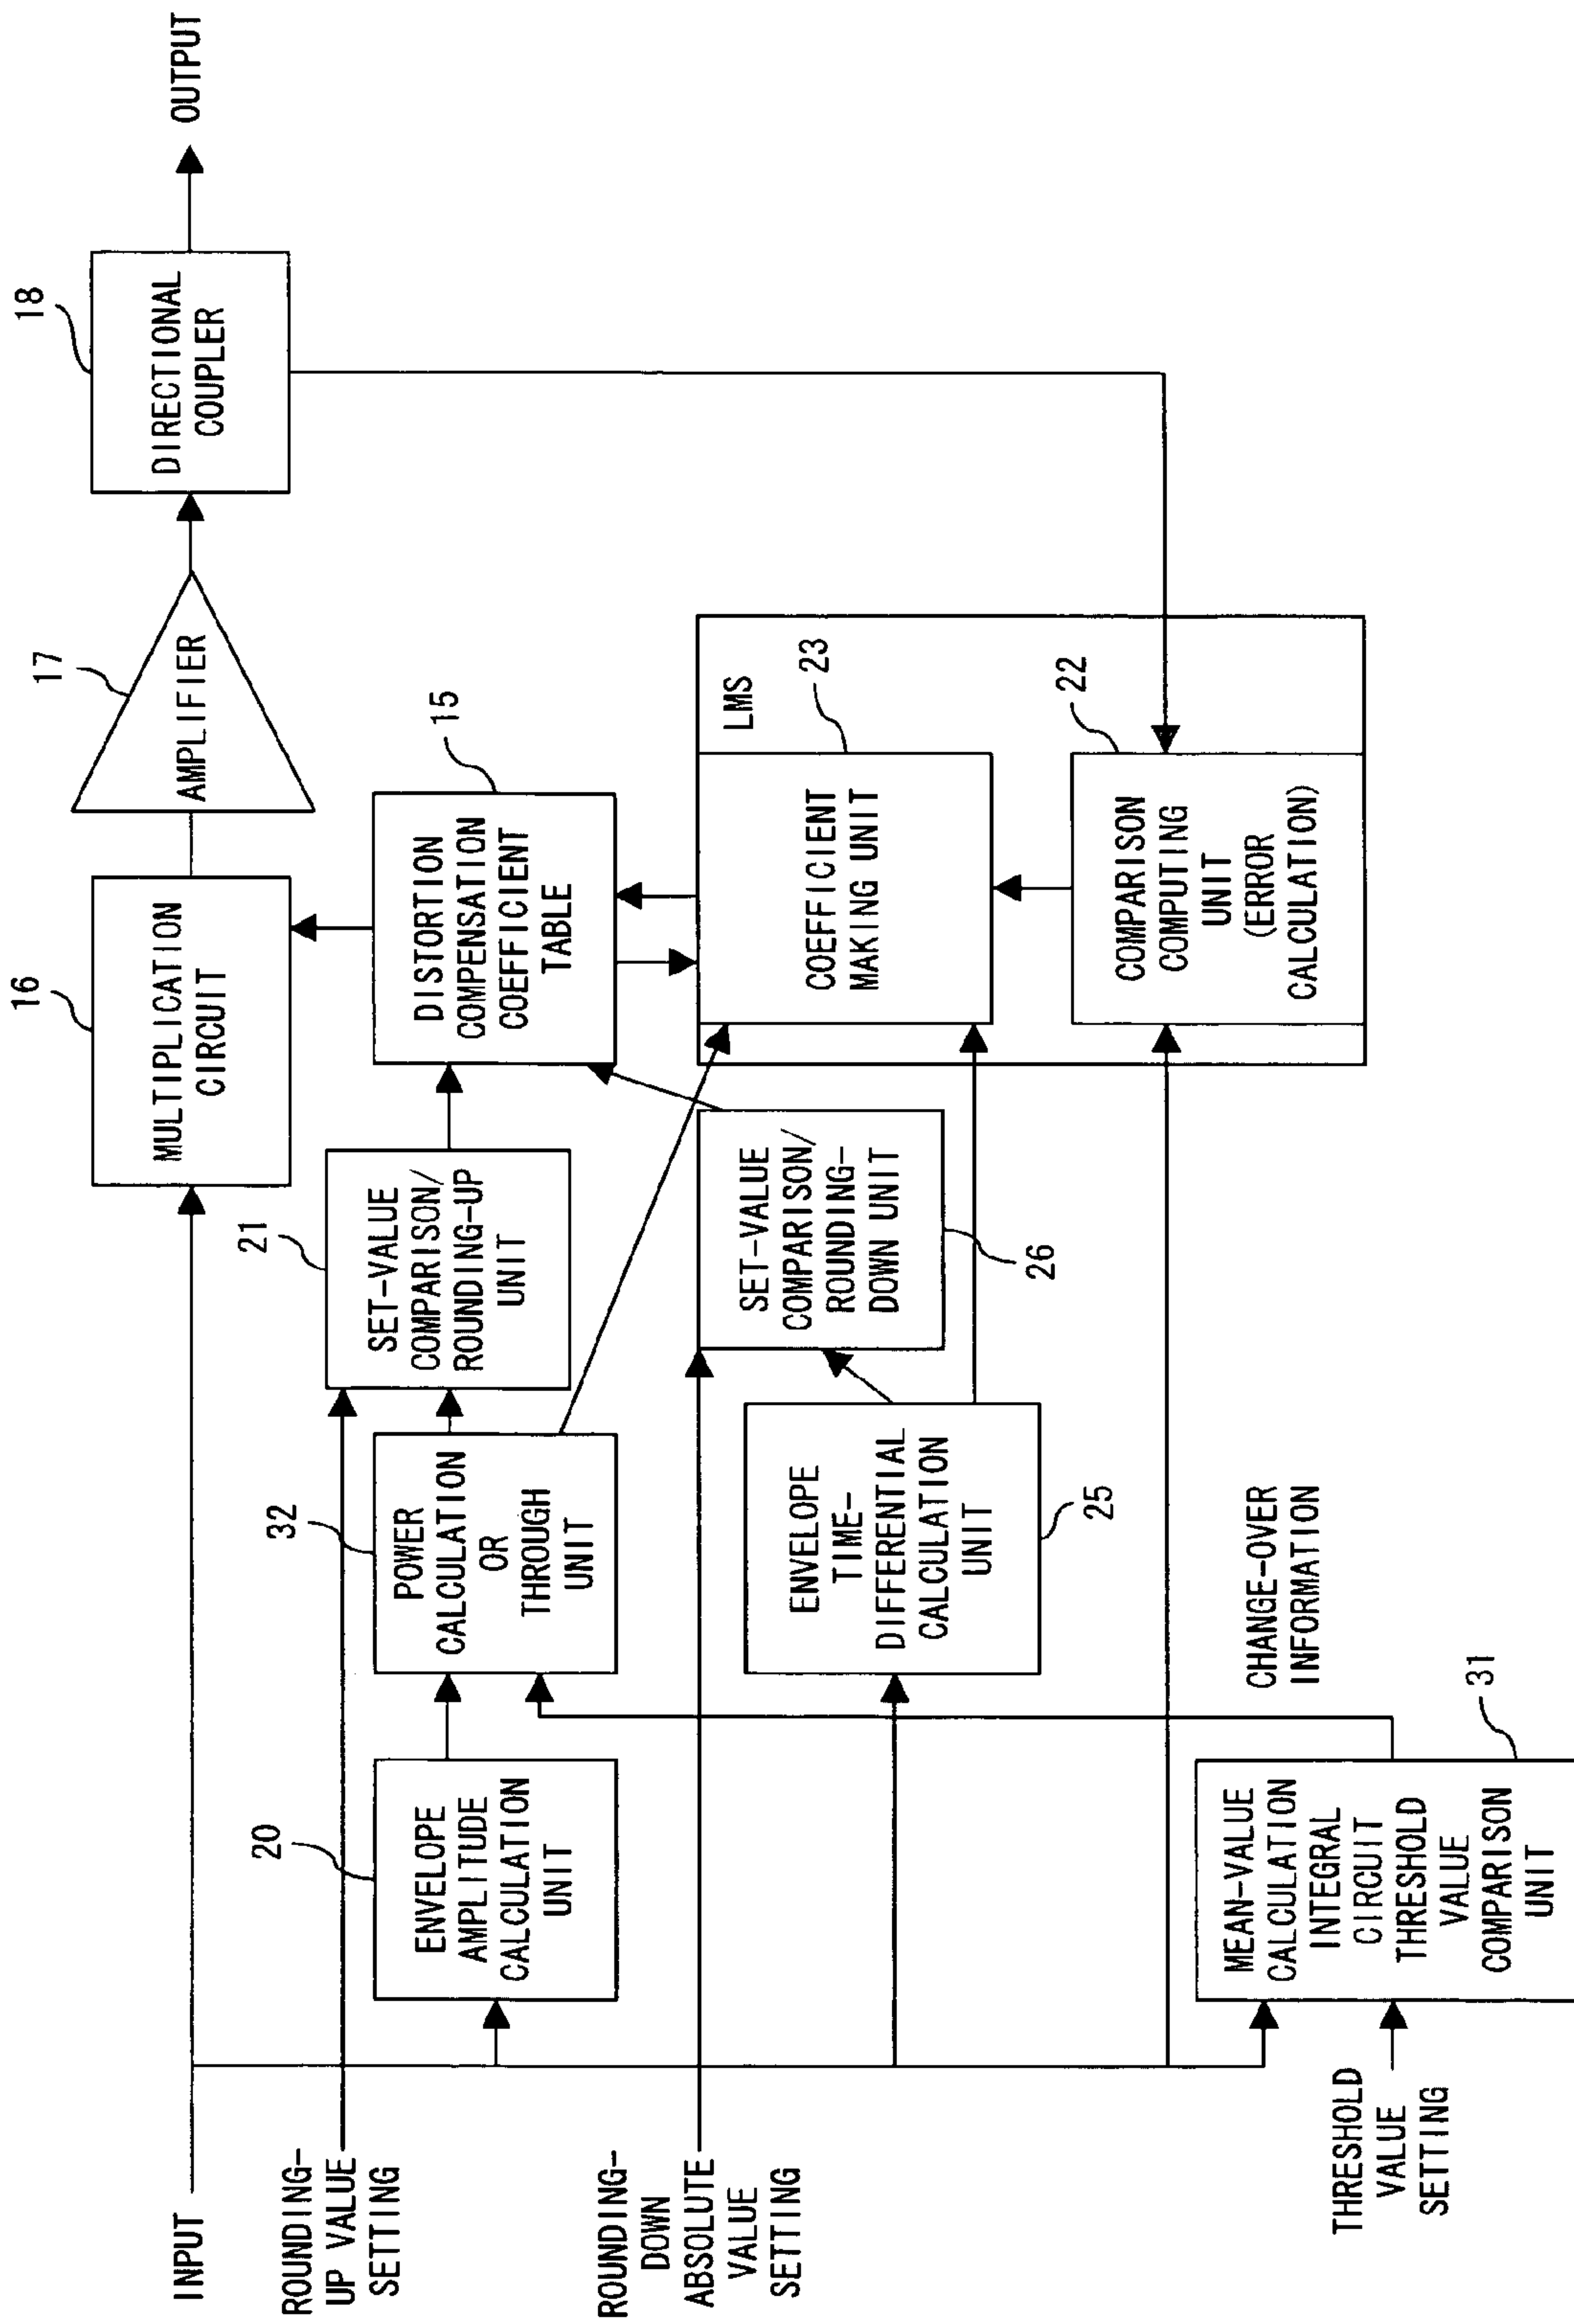 INPUT
16
MULTIPLICATION
CIRCUIT
17
AMPLIFIER
18
DIRECTIONAL
COUPLER
OUTPUT
ROUNDING-
UP VALUE
SETTING
20
ENVELOPE
AMPLITUDE
CALCULATION
UNIT
32
POWER
CALCULATION
OR
THROUGH
UNIT
21
SET-VALUE
COMPARISON/
ROUNDING-UP
UNIT
15
DISTORTION
COMPENSATION
COEFFICIENT
TABLE
ROUNDING-
DOWN
ABSOLUTE
VALUE
SETTING
ENVELOPE
TIME-
DIFFERENTIAL
CALCULATION
UNIT
25
SET-VALUE
COMPARISON/
ROUNDING-
DOWN UNIT
26
LMS
23
COEFFICIENT
MAKING UNIT
22
COMPARISON
COMPUTING
UNIT
(ERROR
CALCULATION)
THRESHOLD
VALUE
SETTING
MEAN-VALUE
CALCULATION
INTEGRAL
CIRCUIT
THRESHOLD
VALUE
COMPARISON
UNIT
31
CHANGE-OVER
INFORMATION